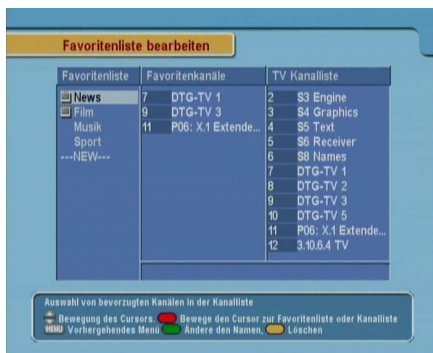 Favoritenliste bearbeiten
Favoritenliste Favoritenkanäle TV Kanalliste
News 7 DTG-TV 1 2 S3 Engine
Film 9 DTG-TV 3 3 S4 Graphics
Musik 11 P06: X.1 Extende... 4 S5 Text
Sport 5 S6 Receiver
---NEW--- 6 S8 Names
7 DTG-TV 1
8 DTG-TV 2
9 DTG-TV 3
10 DTG-TV 5
11 P06: X.1 Extende...
12 3.10.6.4 TV
Auswahl von bevorzugten Kanälen in der Kanalliste
Bewegung des Cursors. Bewege den Cursor zur Favoritenliste oder Kanalliste
MENU Vorhergehendes Menü Ändere den Namen, Löschen